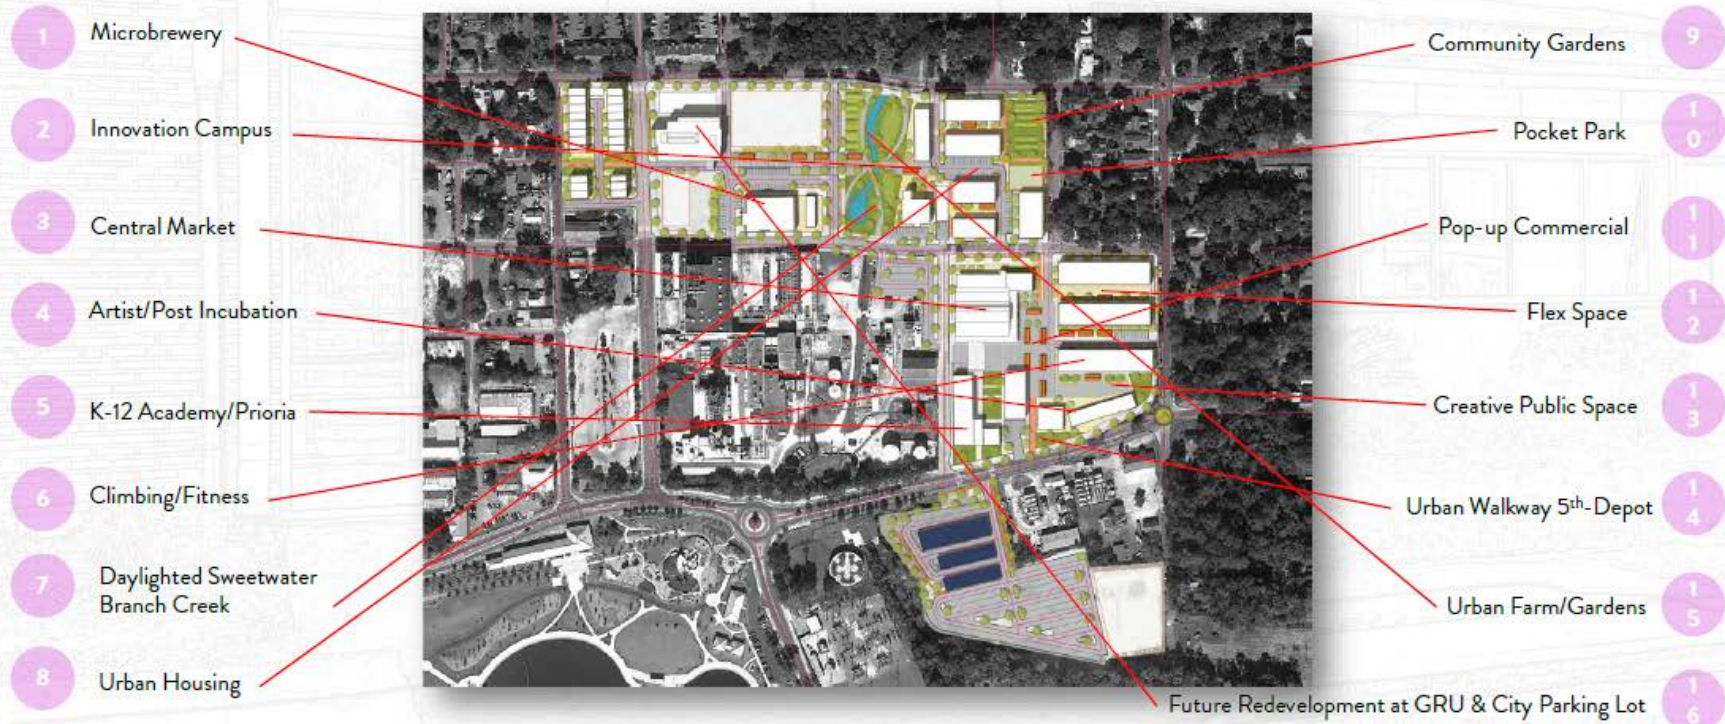 1 Microbrewery
2 Innovation Campus
3 Central Market
4 Artist/Post Incubation
5 K-12 Academy/Prioria
6 Climbing/Fitness
7 Daylighted Sweetwater
Branch Creek
8 Urban Housing
Community Gardens 9
Pocket Park 10
Pop-up Commercial 11
Flex Space 12
Creative Public Space 13
Urban Walkway 5th-Depot 14
Urban Farm/Gardens 15
Future Redevelopment at GRU & City Parking Lot 16